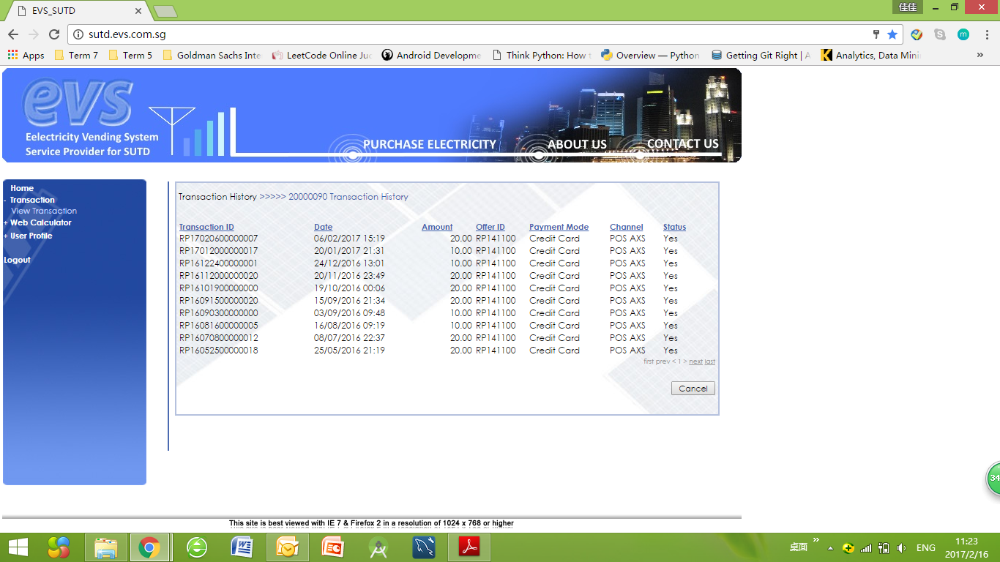 EVS_SUTD
佳佳
sutd.evs.com.sg
Apps Term 7 Term 5 Goldman Sachs Inte LeetCode Online Juc Android Developme Think Python: How t Overview — Python Getting Git Right | A Analytics, Data Mini »
evs
Eelectricity Vending System
Service Provider for SUTD
PURCHASE ELECTRICITY ABOUT US CONTACT US
Home
- Transaction
View Transaction
+ Web Calculator
+ User Profile
Logout
Transaction History >>>>> 20000090 Transaction History
Transaction ID Date Amount Offer ID Payment Mode Channel Status
RP17020600000007 06/02/2017 15:19 20.00 RP141100 Credit Card POS AXS Yes
RP17012000000017 20/01/2017 21:31 10.00 RP141100 Credit Card POS AXS Yes
RP16122400000001 24/12/2016 13:01 10.00 RP141100 Credit Card POS AXS Yes
RP16112000000020 20/11/2016 23:49 20.00 RP141100 Credit Card POS AXS Yes
RP16101900000000 19/10/2016 00:06 20.00 RP141100 Credit Card POS AXS Yes
RP16091500000020 15/09/2016 21:34 20.00 RP141100 Credit Card POS AXS Yes
RP16090300000000 03/09/2016 09:48 10.00 RP141100 Credit Card POS AXS Yes
RP16081600000005 16/08/2016 09:19 10.00 RP141100 Credit Card POS AXS Yes
RP16070800000012 08/07/2016 22:37 20.00 RP141100 Credit Card POS AXS Yes
RP16052500000018 25/05/2016 21:19 20.00 RP141100 Credit Card POS AXS Yes
first prev < 1 > next last
Cancel
34
This site is best viewed with IE 7 & Firefox 2 in a resolution of 1024 x 768 or higher
桌面 » ENG 11:23
2017/2/16